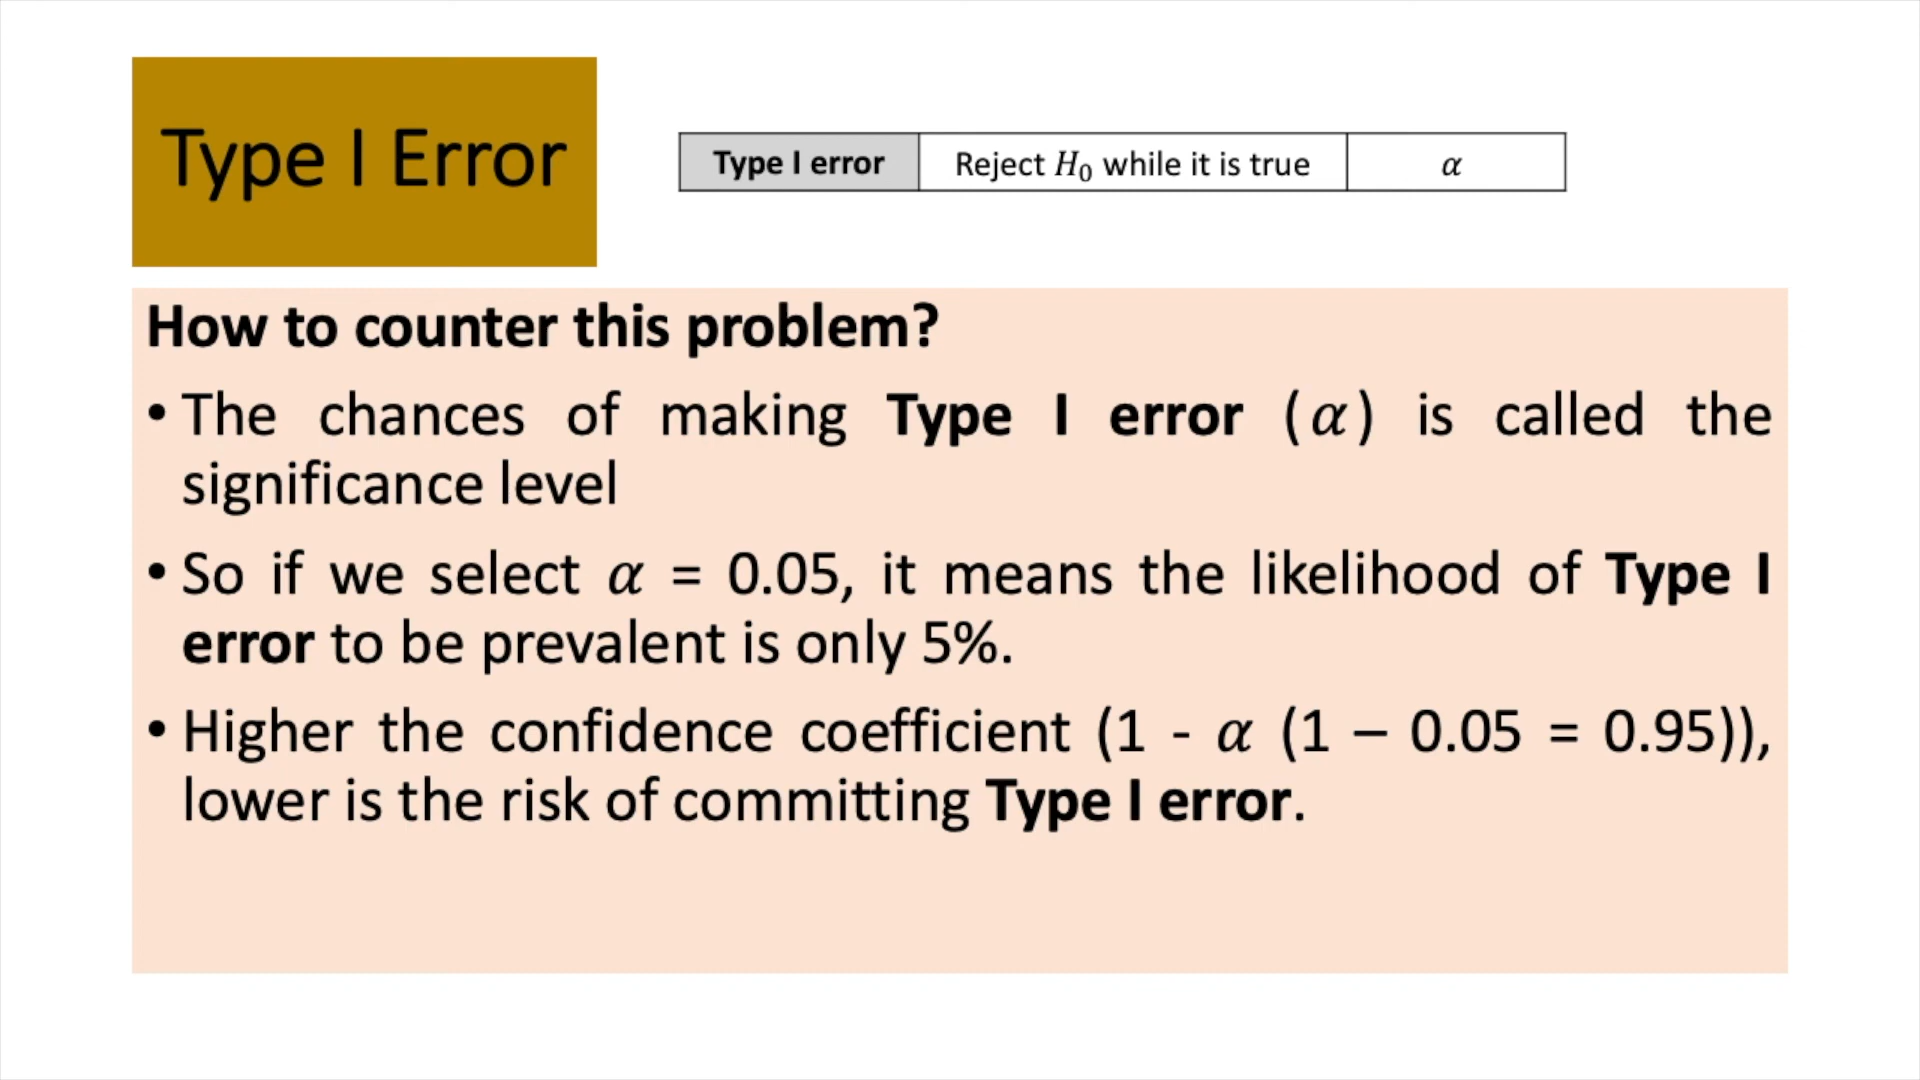 Type I Error
Type I error Reject H₀ while it is true α
How to counter this problem?
• The chances of making Type I error (α) is called the
significance level
• So if we select α = 0.05, it means the likelihood of Type I
error to be prevalent is only 5%.
• Higher the confidence coefficient (1 - α (1 – 0.05 = 0.95)),
lower is the risk of committing Type I error.